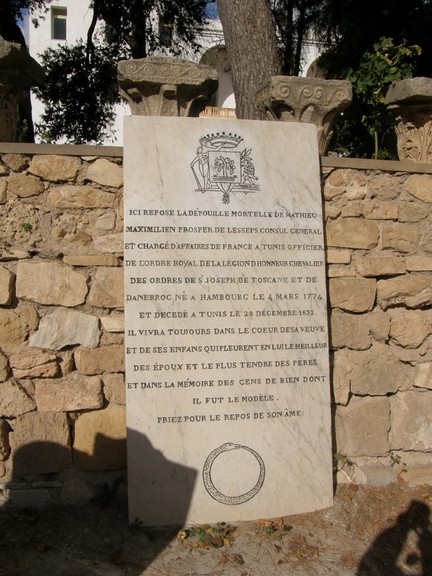 ICI REPOSE LA DÉPOUILLE MORTELLE DE MATHIEU
MAXIMILIEN PROSPER DE LESSEPS, CONSUL GÉNÉRAL
ET CHARGÉ D'AFFAIRES DE FRANCE A TUNIS OFFICIER
DE L'ORDRE ROYAL DE LA LÉGION D'HONNEUR CHEVALIER
DES ORDRES DE S.T JOSEPH DE TOSCANE ET DE
DANEBROG NÉ A HAMBOURG LE 4 MARS 1774
ET DÉCÉDÉ A TUNIS LE 28 DÉCEMBRE 1832.
IL VIVRA TOUJOURS DANS LE COEUR DE SA VEUVE
ET DE SES ENFANS QUI PLEURENT EN LUI LE MEILLEUR
DES ÉPOUX ET LE PLUS TENDRE DES PÈRES,
ET DANS LA MÉMOIRE DES GENS DE BIEN DONT
IL FUT LE MODÈLE.
PRIEZ POUR LE REPOS DE SON ÂME.